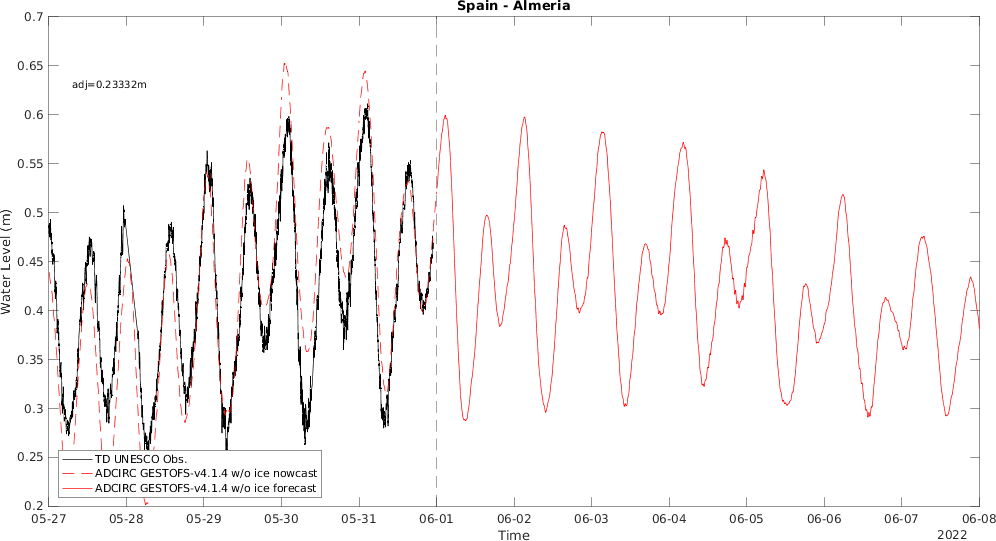 Spain - Almeria
0.7
0.65
adj=0.23332m
0.6
0.55
0.5
0.45
0.4
0.35
0.3
0.25
0.2
Water Level (m)
TD UNESCO Obs.
ADCIRC GESTOFS-v4.1.4 w/o ice nowcast
ADCIRC GESTOFS-v4.1.4 w/o ice forecast
05-27 05-28 05-29 05-30 05-31 06-01 06-02 06-03 06-04 06-05 06-06 06-07 06-08
Time
2022